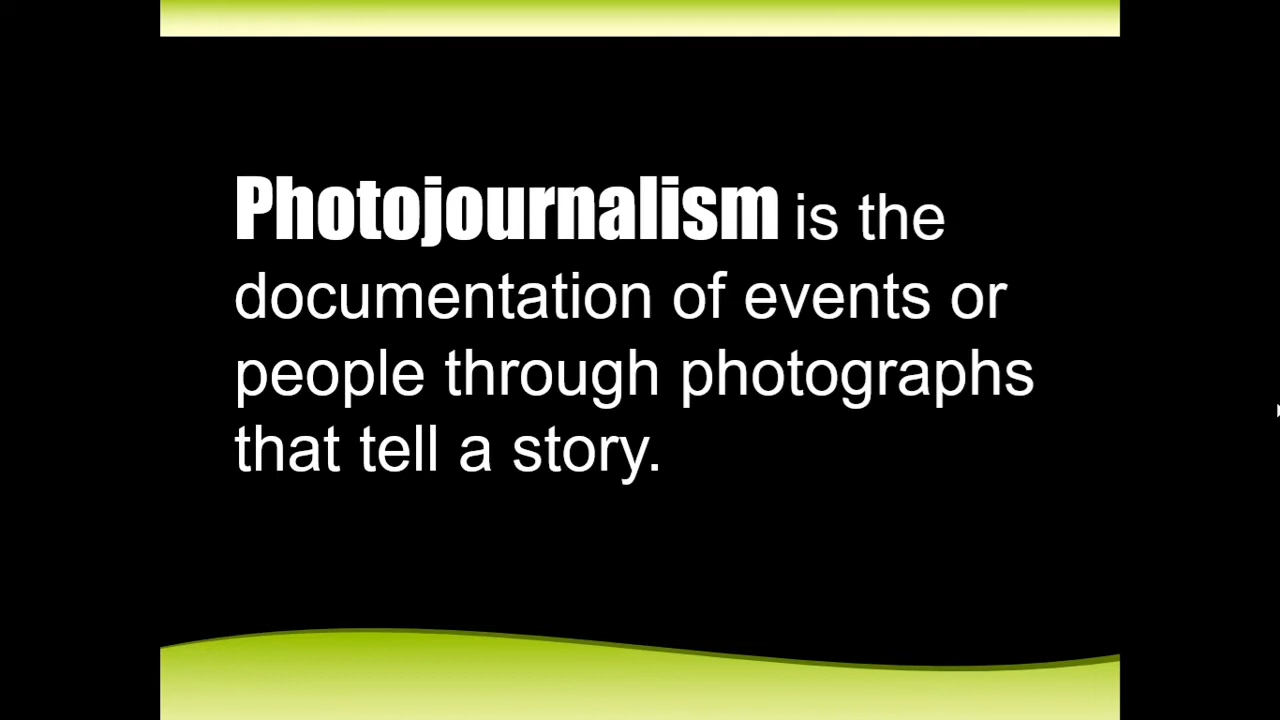 Photojournalism is the
documentation of events or
people through photographs
that tell a story.